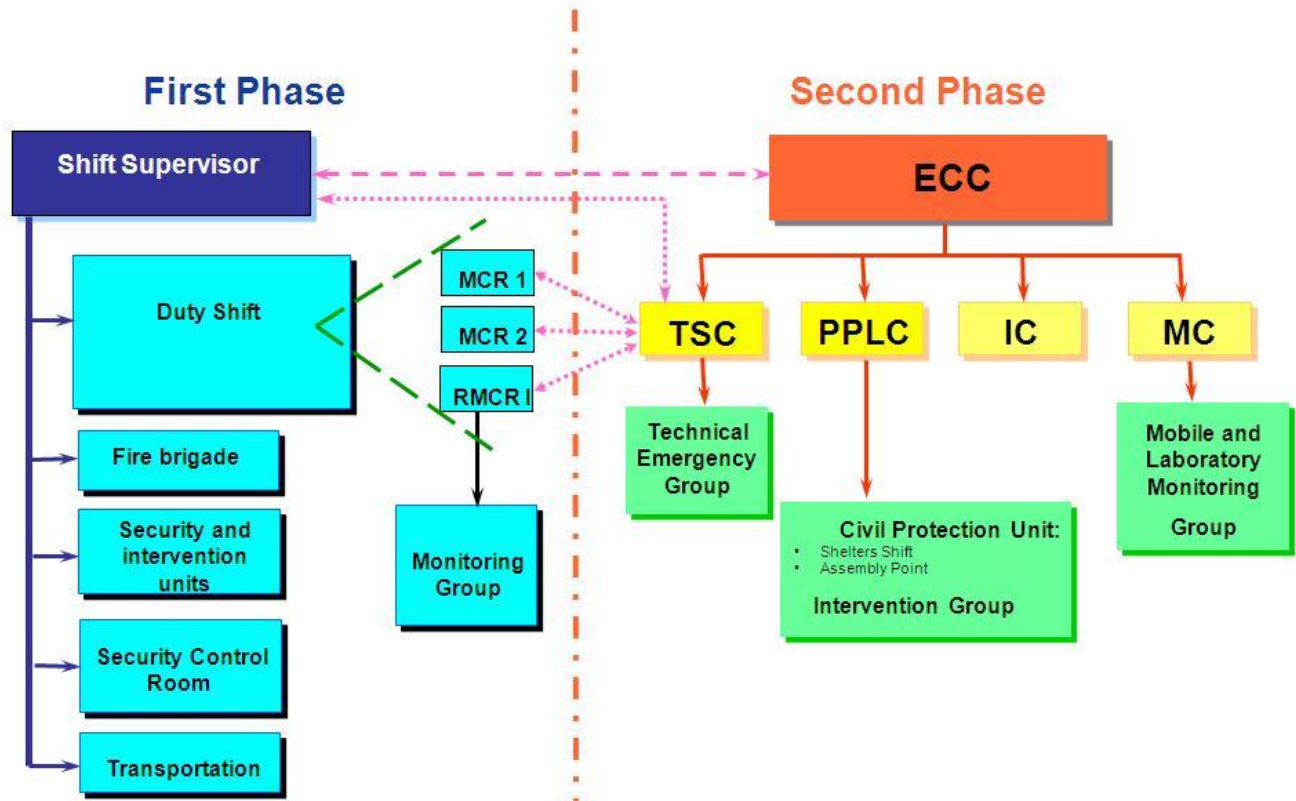 First Phase
Second Phase
Shift Supervisor
ECC
Duty Shift
MCR 1
MCR 2
RMCR I
TSC
PPLC
IC
MC
Fire brigade
Security and
intervention
units
Security Control
Room
Transportation
Monitoring
Group
Technical
Emergency
Group
Civil Protection Unit:
• Shelters Shift
• Assembly Point
Intervention Group
Mobile and
Laboratory
Monitoring
Group